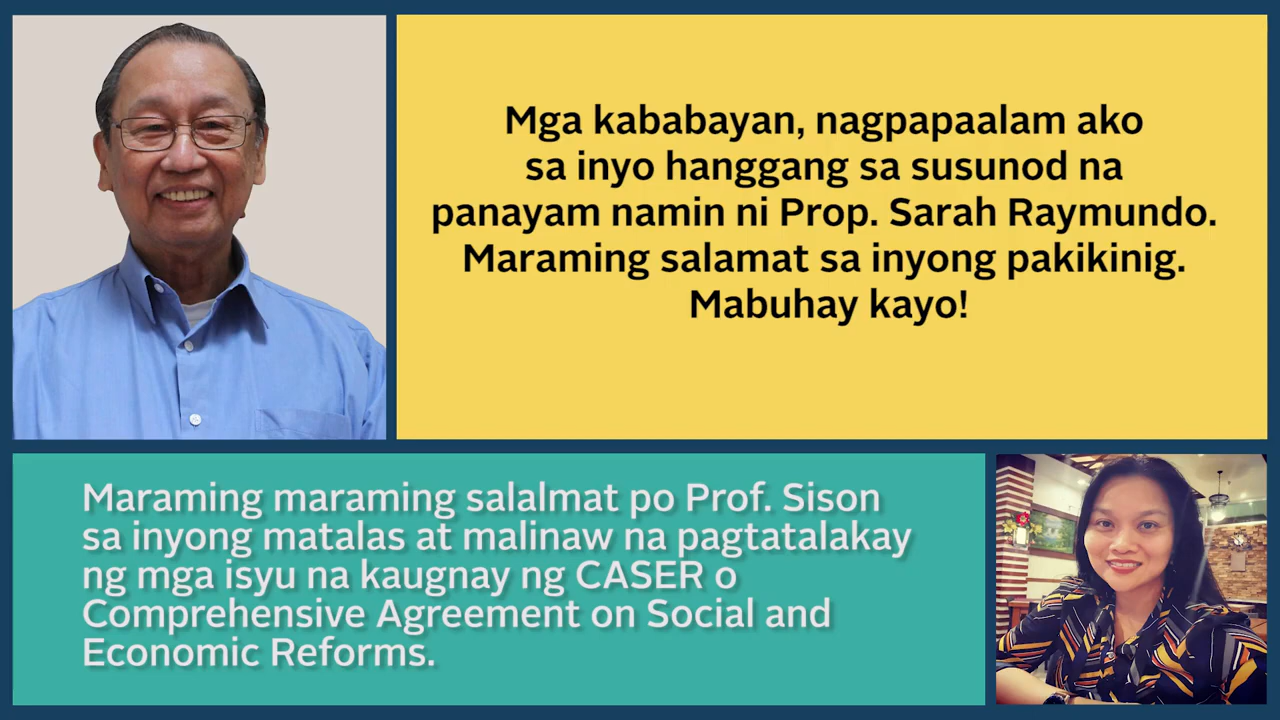 Mga kababayan, nagpapaalam ako
sa inyo hanggang sa susunod na
panayam namin ni Prop. Sarah Raymundo.
Maraming salamat sa inyong pakikinig.
Mabuhay kayo!
Maraming maraming salalmat po Prof. Sison
sa inyong matalas at malinaw na pagtatalakay
ng mga isyu na kaugnay ng CASER o
Comprehensive Agreement on Social and
Economic Reforms.